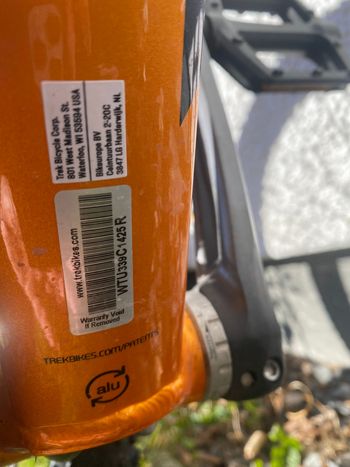 Trek Bicycle Corp.
801 West Madison St.
Waterloo, WI 53594 USA
Bikeurope BV
Ceintuurbaan 2-20C
3847 LG Harderwijk, NL
www.trekbikes.com
WTU339C1425R
Warranty Void
If Removed
TREKBIKES.COM/PATENTS
alu